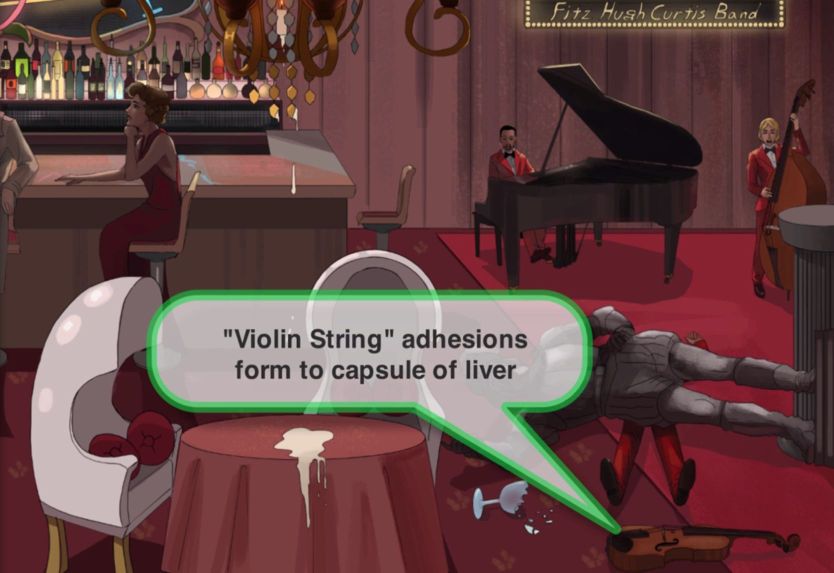 Fitz Hugh Curtis Band
"Violin String" adhesions
form to capsule of liver